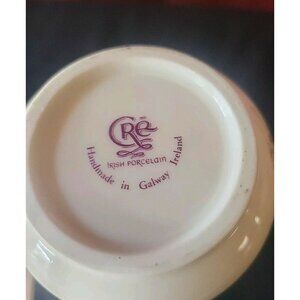 CRÉ
IRISH PORCELAIN
Handmade in Galway Ireland